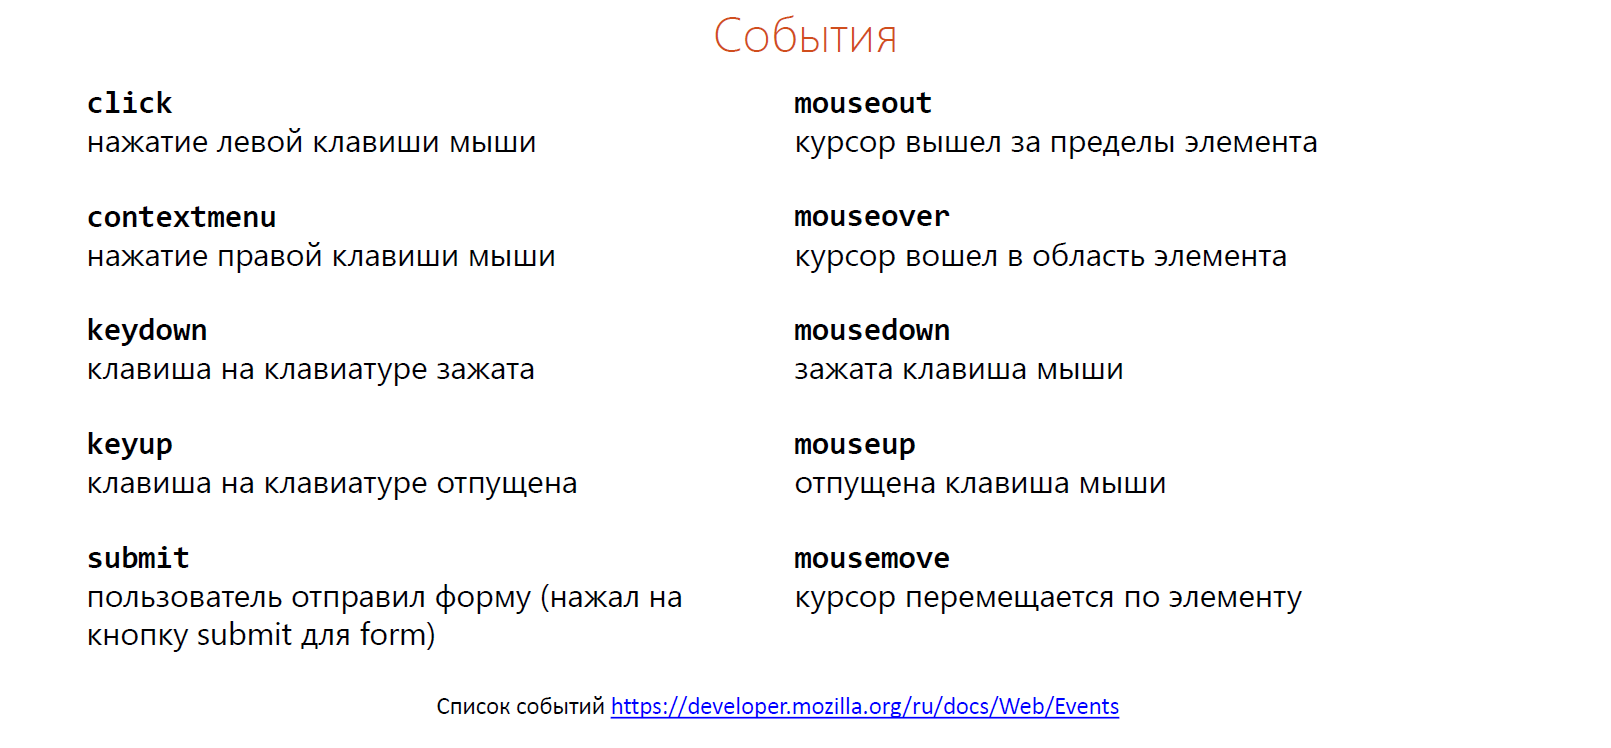 События
click
нажатие левой клавиши мыши
contextmenu
нажатие правой клавиши мыши
keydown
клавиша на клавиатуре зажата
keyup
клавиша на клавиатуре отпущена
submit
пользователь отправил форму (нажал на
кнопку submit для form)
mouseout
курсор вышел за пределы элемента
mouseover
курсор вошел в область элемента
mousedown
зажата клавиша мыши
mouseup
отпущена клавиша мыши
mousemove
курсор перемещается по элементу
Список событий https://developer.mozilla.org/ru/docs/Web/Events